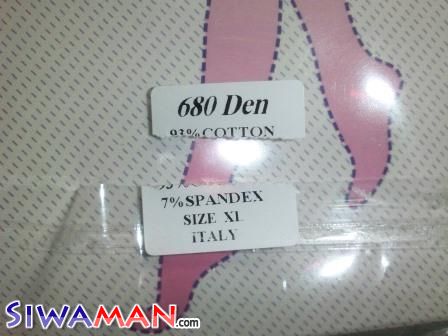 680 Den
93% COTTON
7% SPANDEX
SIZE XL
ITALY
SIWAMAN.com